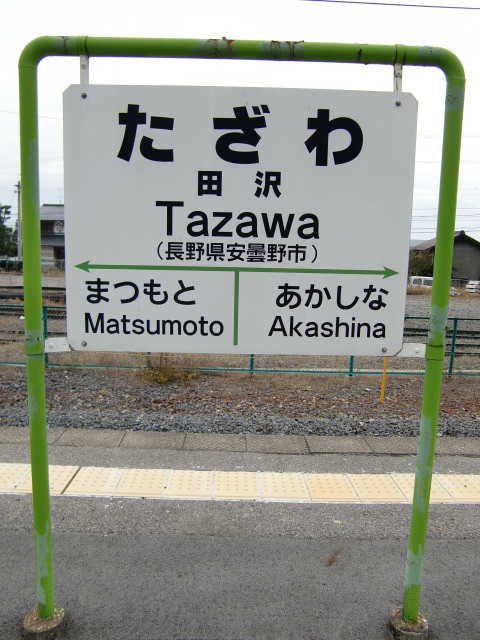 たざわ
田沢
Tazawa
(長野県安曇野市)
まつもと あかしな
Matsumoto Akashina